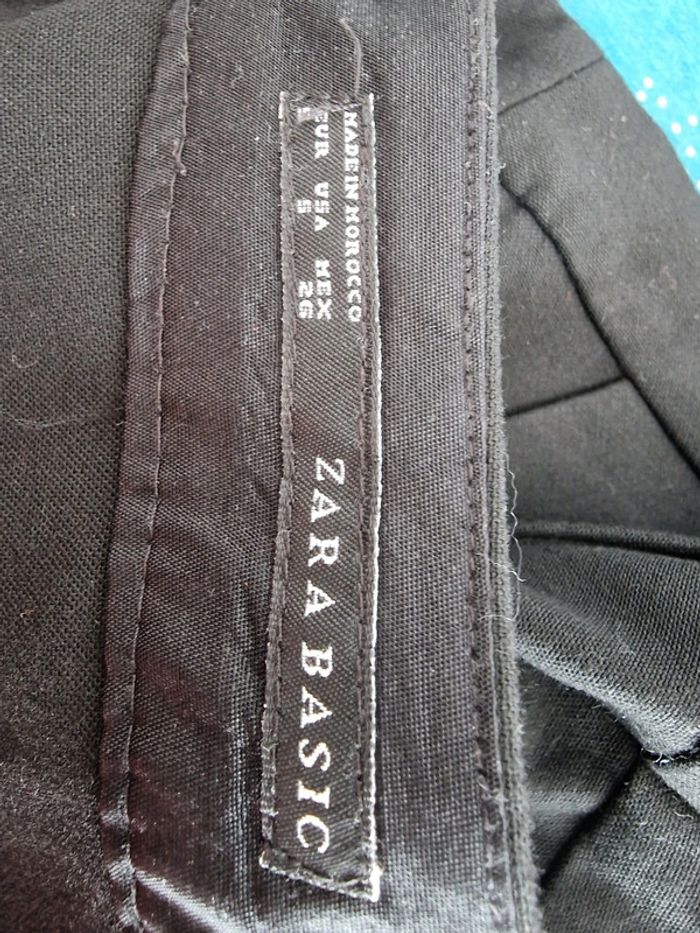 ZARA BASIC
MADE IN MOROCCO
EUR USA MEX
S 26